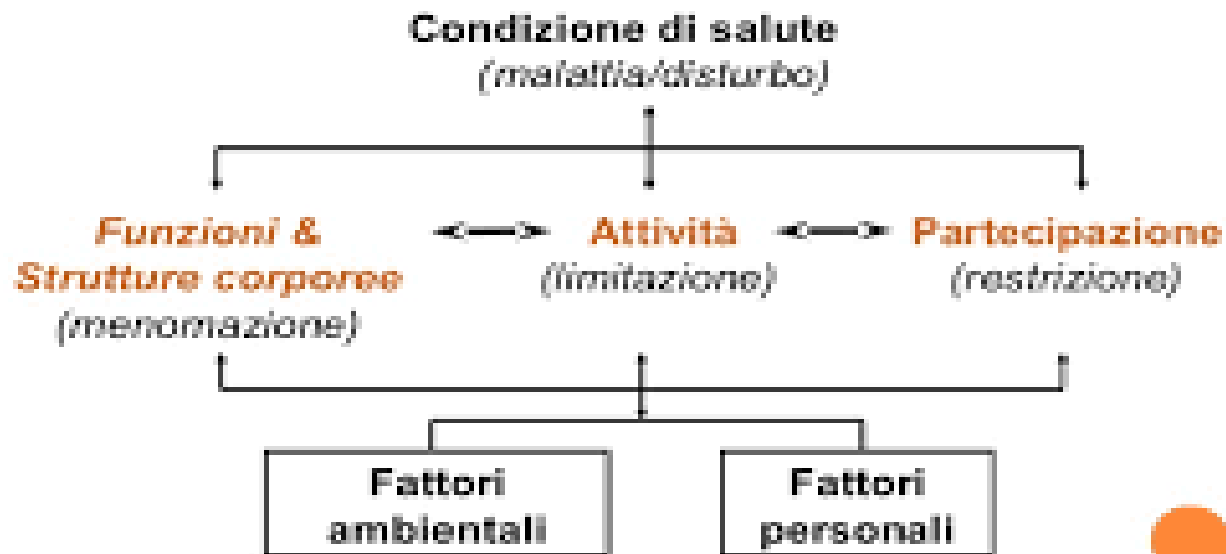 Condizione di salute
(malattia/disturbo)
Funzioni &
Strutture corporee
(menomazione)
Attività
(limitazione)
Partecipazione
(restrizione)
Fattori
ambientali
Fattori
personali